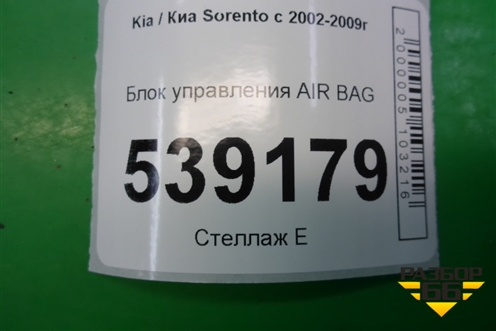 Kia / Киа Sorento с 2002-2009г
Блок управления AIR BAG
539179
Стеллаж Е
2000005103216
РАЗБОР
66